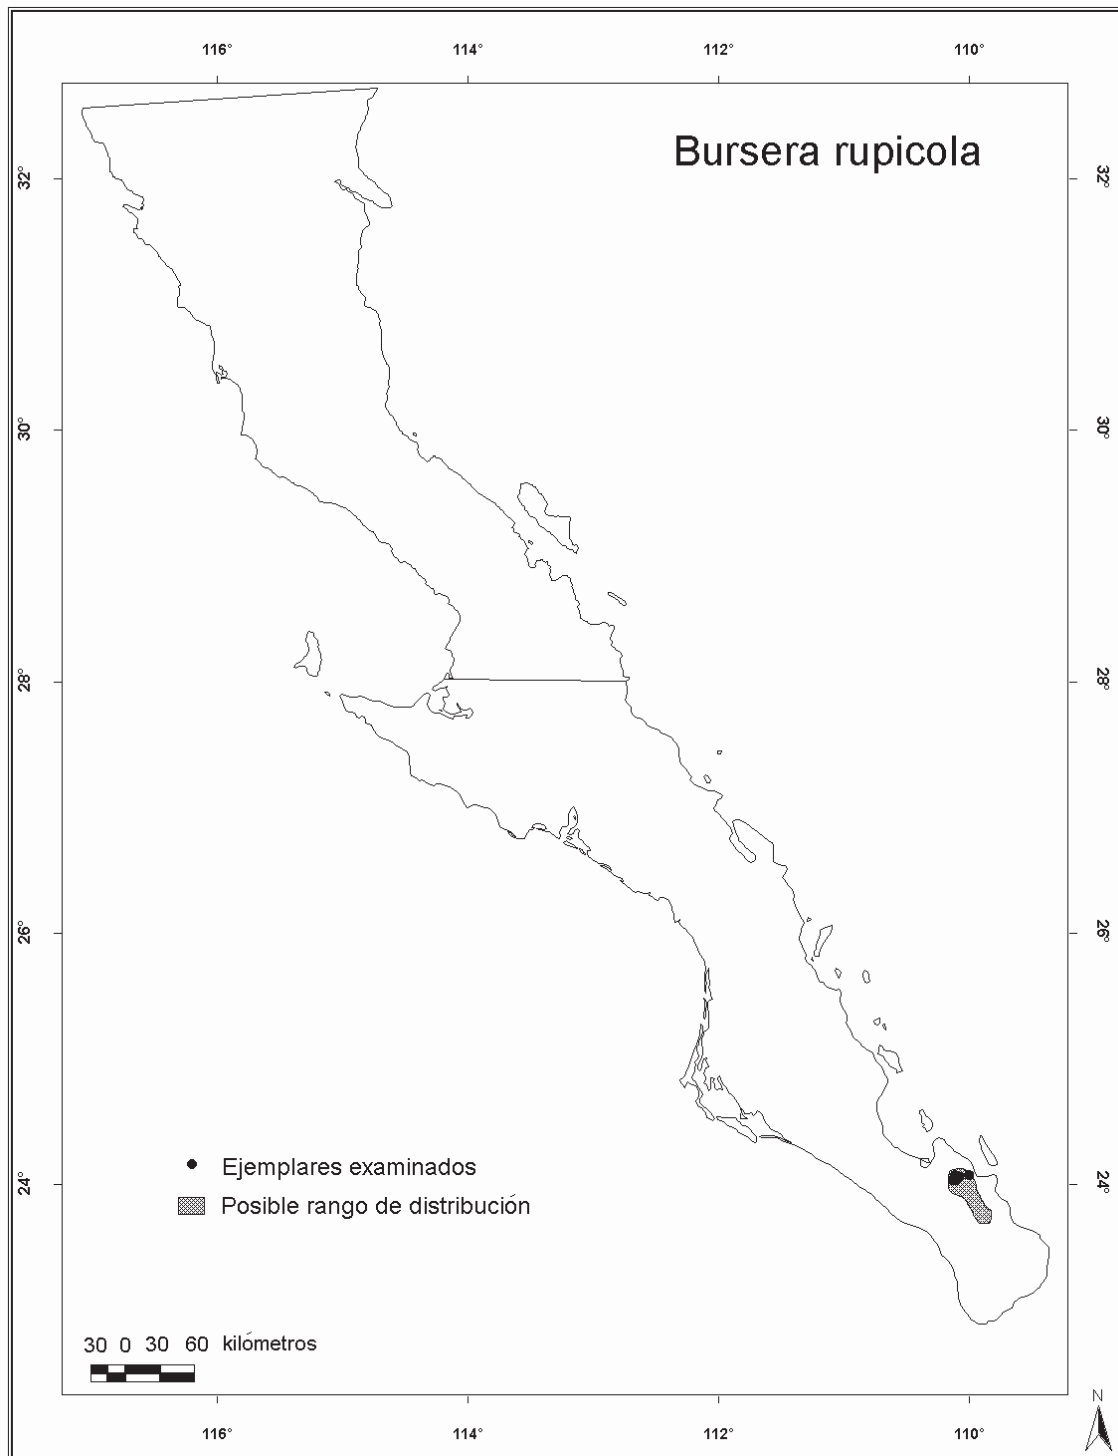 116° 114° 112° 110°
Bursera rupicola
32° 32°
30° 30°
28° 28°
26° 26°
24° 24°
Ejemplares examinados
Posible rango de distribución
30 0 30 60 kilómetros
N
116° 114° 112° 110°